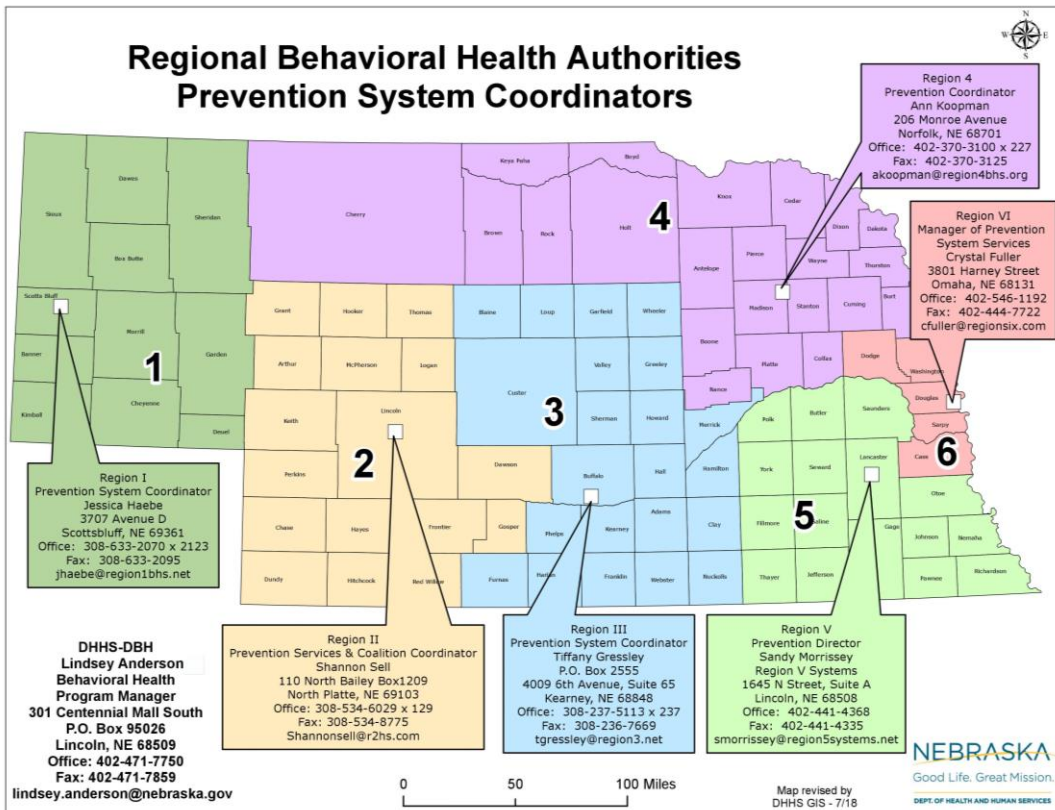 Regional Behavioral Health Authorities
Prevention System Coordinators
N
W
E
S
Region 4
Prevention Coordinator
Ann Koopman
206 Monroe Avenue
Norfolk, NE 68701
Office: 402-370-3100 x 227
Fax: 402-370-3125
akoopman@region4bhs.org
Region VI
Manager of Prevention
System Services
Crystal Fuller
3801 Harney Street
Omaha, NE 68131
Office: 402-546-1192
Fax: 402-444-7722
cfuller@regionsix.com
Sioux
Dawes
Sheridan
Box Butte
Scotts Bluff
Morrill
Garden
Banner
Kimball
Cheyenne
Deuel
1
Cherry
Keya Paha
Boyd
Brown
Rock
Holt
4
Knox
Cedar
Dixon
Dakota
Antelope
Pierce
Wayne
Thurston
Madison
Stanton
Cuming
Burt
Boone
Platte
Colfax
Nance
Grant
Hooker
Thomas
Arthur
McPherson
Logan
Keith
Lincoln
Perkins
2
Dawson
Chase
Hayes
Frontier
Gosper
Dundy
Hitchcock
Red Willow
Blaine
Loup
Garfield
Wheeler
Custer
Valley
Greeley
3
Sherman
Howard
Merrick
Buffalo
Hall
Hamilton
Phelps
Kearney
Adams
Clay
Furnas
Harlan
Franklin
Webster
Nuckolls
Polk
Butler
Saunders
York
Seward
Lancaster
Fillmore
5
Saline
Gage
Otoe
Johnson
Nemaha
Thayer
Jefferson
Pawnee
Richardson
Dodge
Washington
Douglas
Sarpy
Cass
6
Region I
Prevention System Coordinator
Jessica Haebe
3707 Avenue D
Scottsbluff, NE 69361
Office: 308-633-2070 x 2123
Fax: 308-633-2095
jhaebe@region1bhs.net
Region II
Prevention Services & Coalition Coordinator
Shannon Sell
110 North Bailey Box1209
North Platte, NE 69103
Office: 308-534-6029 x 129
Fax: 308-534-8775
Shannonsell@r2hs.com
Region III
Prevention System Coordinator
Tiffany Gressley
P.O. Box 2555
4009 6th Avenue, Suite 65
Kearney, NE 68848
Office: 308-237-5113 x 237
Fax: 308-236-7669
tgressley@region3.net
Region V
Prevention Director
Sandy Morrissey
Region V Systems
1645 N Street, Suite A
Lincoln, NE 68508
Office: 402-441-4368
Fax: 402-441-4335
smorrissey@region5systems.net
DHHS-DBH
Lindsey Anderson
Behavioral Health
Program Manager
301 Centennial Mall South
P.O. Box 95026
Lincoln, NE 68509
Office: 402-471-7750
Fax: 402-471-7859
lindsey.anderson@nebraska.gov
0 50 100 Miles
Map revised by
DHHS GIS - 7/18
NEBRASKA
Good Life. Great Mission.
DEPT. OF HEALTH AND HUMAN SERVICES